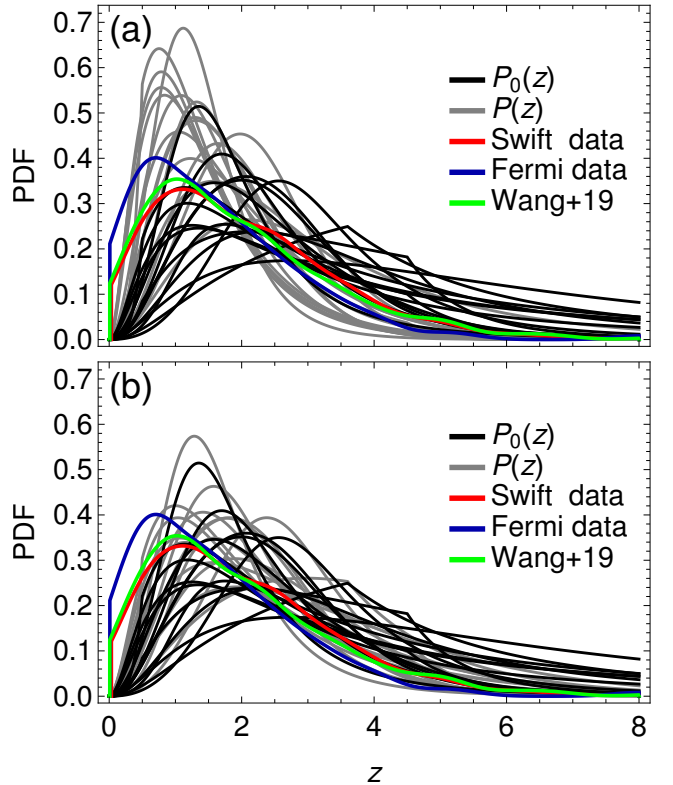 (a)
0.7
0.6
0.5
0.4
0.3
0.2
0.1
0.0
PDF
P₀(z)
P(z)
Swift data
Fermi data
Wang+19
(b)
0.7
0.6
0.5
0.4
0.3
0.2
0.1
0.0
PDF
P₀(z)
P(z)
Swift data
Fermi data
Wang+19
0 2 4 6 8
z